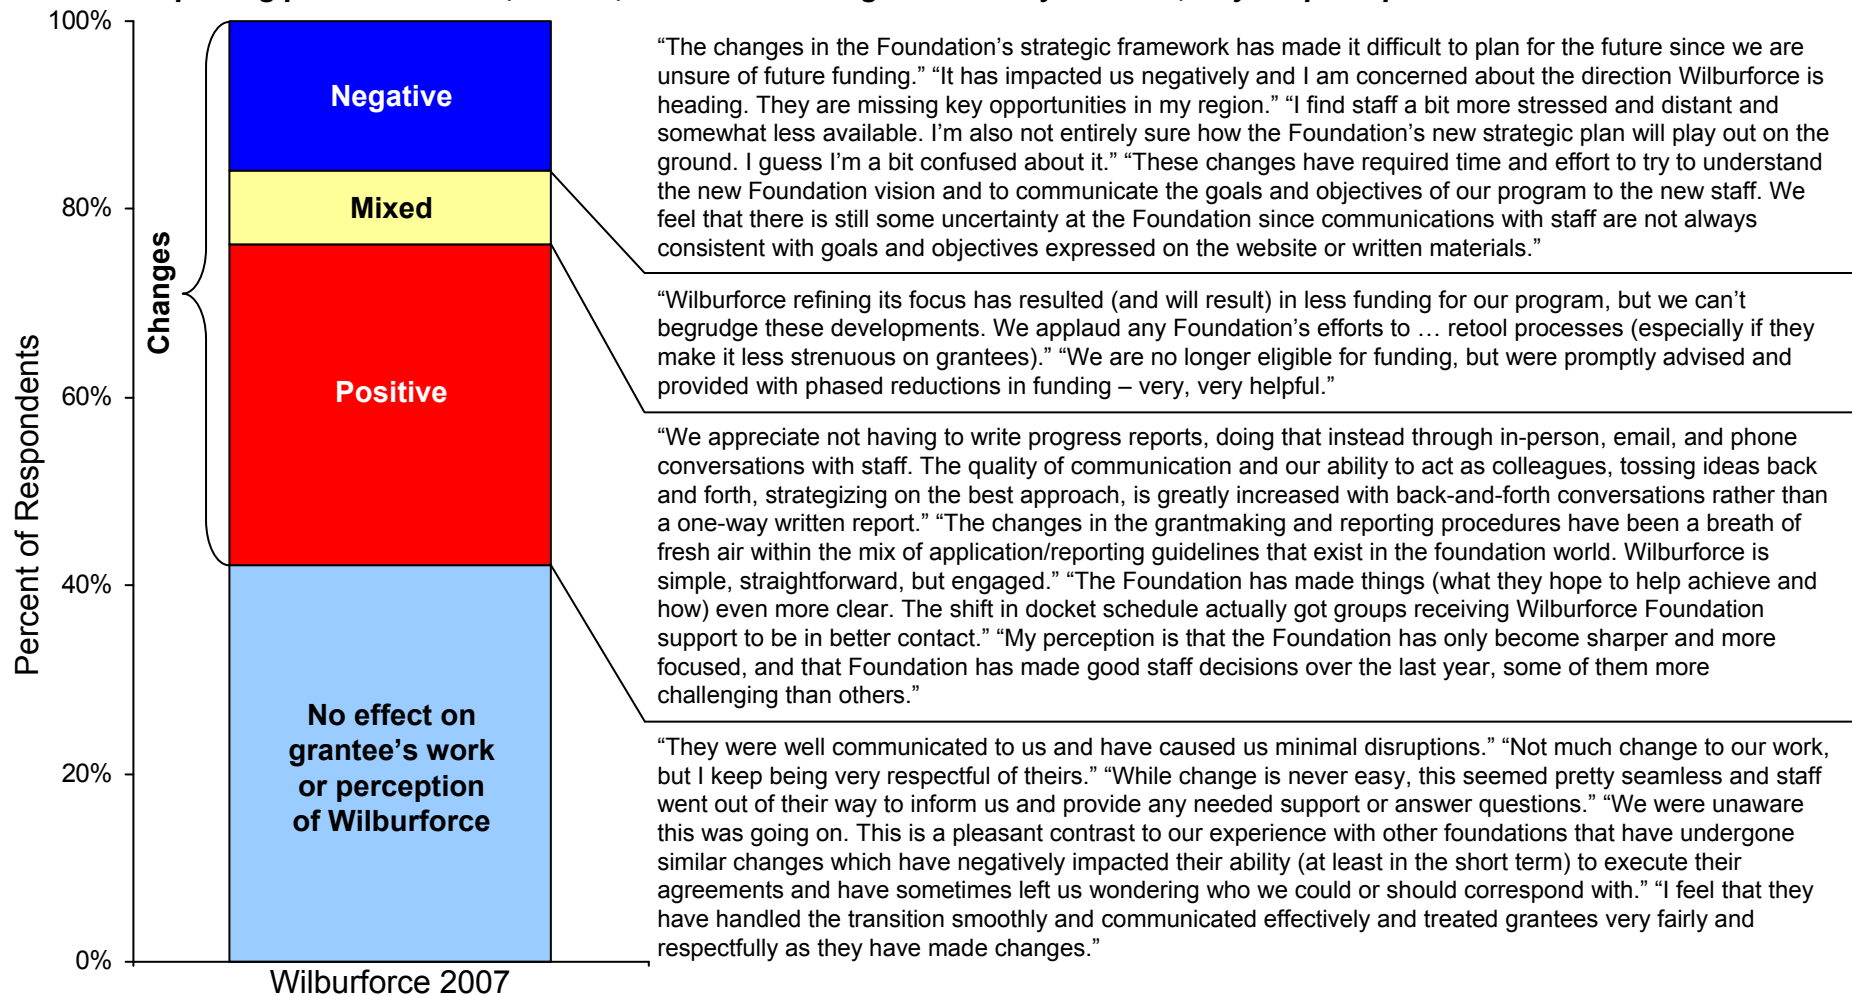 100%
80%
60%
40%
20%
0%
Percent of Respondents
Changes
Negative
Mixed
Positive
No effect on
grantee’s work
or perception
of Wilburforce
Wilburforce 2007
“The changes in the Foundation’s strategic framework has made it difficult to plan for the future since we are
unsure of future funding.” “It has impacted us negatively and I am concerned about the direction Wilburforce is
heading. They are missing key opportunities in my region.” “I find staff a bit more stressed and distant and
somewhat less available. I’m also not entirely sure how the Foundation’s new strategic plan will play out on the
ground. I guess I’m a bit confused about it.” “These changes have required time and effort to try to understand
the new Foundation vision and to communicate the goals and objectives of our program to the new staff. We
feel that there is still some uncertainty at the Foundation since communications with staff are not always
consistent with goals and objectives expressed on the website or written materials.”
“Wilburforce refining its focus has resulted (and will result) in less funding for our program, but we can’t
begrudge these developments. We applaud any Foundation’s efforts to … retool processes (especially if they
make it less strenuous on grantees).” “We are no longer eligible for funding, but were promptly advised and
provided with phased reductions in funding – very, very helpful.”
“We appreciate not having to write progress reports, doing that instead through in-person, email, and phone
conversations with staff. The quality of communication and our ability to act as colleagues, tossing ideas back
and forth, strategizing on the best approach, is greatly increased with back-and-forth conversations rather than
a one-way written report.” “The changes in the grantmaking and reporting procedures have been a breath of
fresh air within the mix of application/reporting guidelines that exist in the foundation world. Wilburforce is
simple, straightforward, but engaged.” “The Foundation has made things (what they hope to help achieve and
how) even more clear. The shift in docket schedule actually got groups receiving Wilburforce Foundation
support to be in better contact.” “My perception is that the Foundation has only become sharper and more
focused, and that Foundation has made good staff decisions over the last year, some of them more
challenging than others.”
“They were well communicated to us and have caused us minimal disruptions.” “Not much change to our work,
but I keep being very respectful of theirs.” “While change is never easy, this seemed pretty seamless and staff
went out of their way to inform us and provide any needed support or answer questions.” “We were unaware
this was going on. This is a pleasant contrast to our experience with other foundations that have undergone
similar changes which have negatively impacted their ability (at least in the short term) to execute their
agreements and have sometimes left us wondering who we could or should correspond with.” “I feel that they
have handled the transition smoothly and communicated effectively and treated grantees very fairly and
respectfully as they have made changes.”